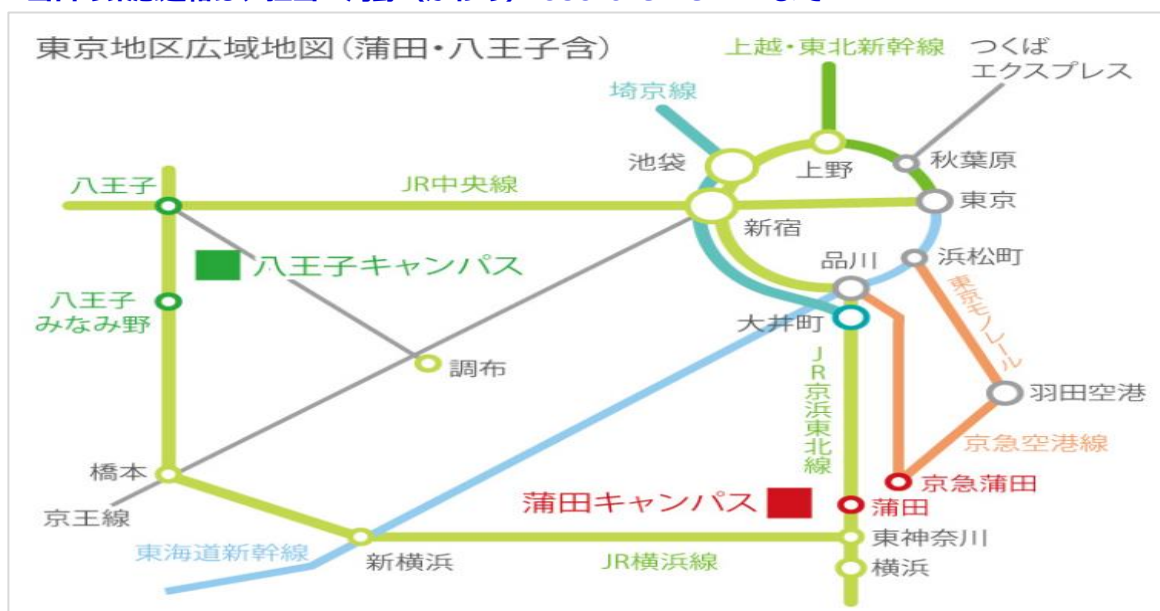 東京地区広域地図（蒲田・八王子含）
上越・東北新幹線
つくば
エクスプレス
埼京線
池袋
上野
秋葉原
八王子
JR中央線
東京
新宿
八王子キャンパス
品川
浜松町
八王子
みなみ野
大井町
東京モノレール
調布
JR京浜東北線
羽田空港
京急空港線
橋本
蒲田キャンパス
京急蒲田
蒲田
京王線
東海道新幹線
新横浜
JR横浜線
東神奈川
横浜